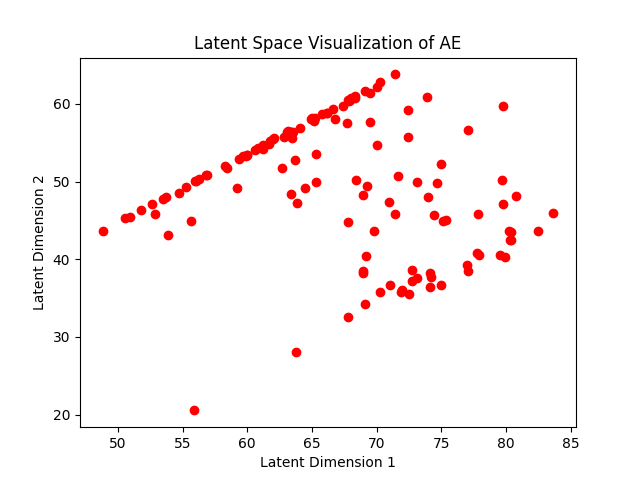 Latent Space Visualization of AE
60
50
40
30
20
Latent Dimension 2
50 55 60 65 70 75 80 85
Latent Dimension 1